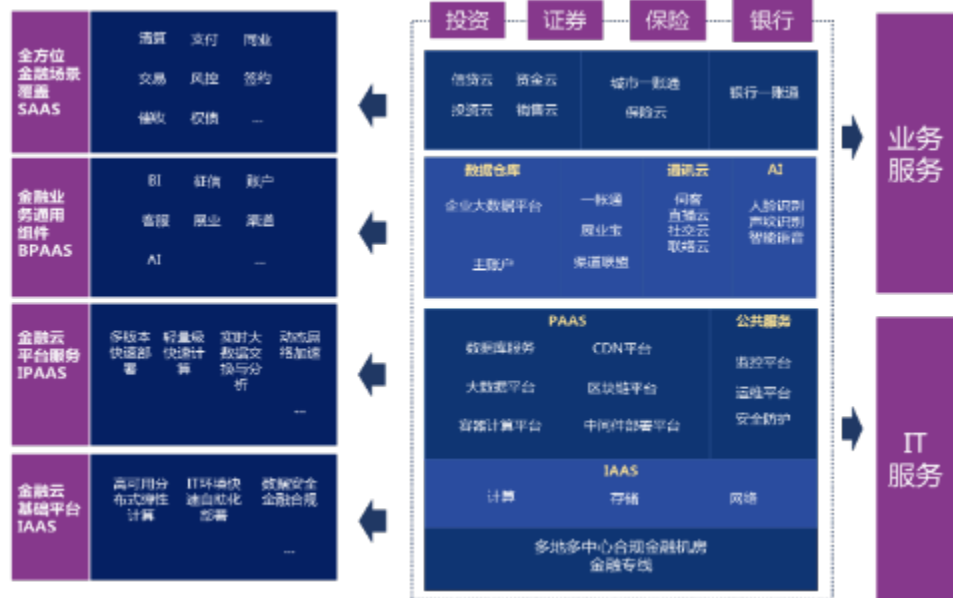 全方位
金融场景
覆盖
SAAS
清算 支付 同业
交易 风控 签约
催收 权债 ...
金融业
务通用
组件
BPAAS
BI 征信 账户
客服 展业 渠道
AI ...
金融云
平台服务
IPAAS
多版本
快速部
署
轻量级
快速计
算
实时大
数据交
换与分
析
动态网
络加速
...
金融云
基础平台
IAAS
高可用分
布式弹性
计算
IT环境快
速自助化
部署
数据安全
金融合规
...
投资 证券 保险 银行
信贷云 资金云
投资云 销售云
城市一账通
保险云
银行一账通
数据仓库
企业大数据平台
主账户
一帐通
展业宝
渠道联盟
通讯云
伺客
直播云
社交云
联络云
AI
人脸识别
声纹识别
智能语音
PAAS
数据库服务 CDN平台
大数据平台 区块链平台
容器计算平台 中间件部署平台
公共服务
监控平台
运维平台
安全防护
IAAS
计算 存储 网络
多地多中心合规金融机房
金融专线
业务
服务
IT
服务